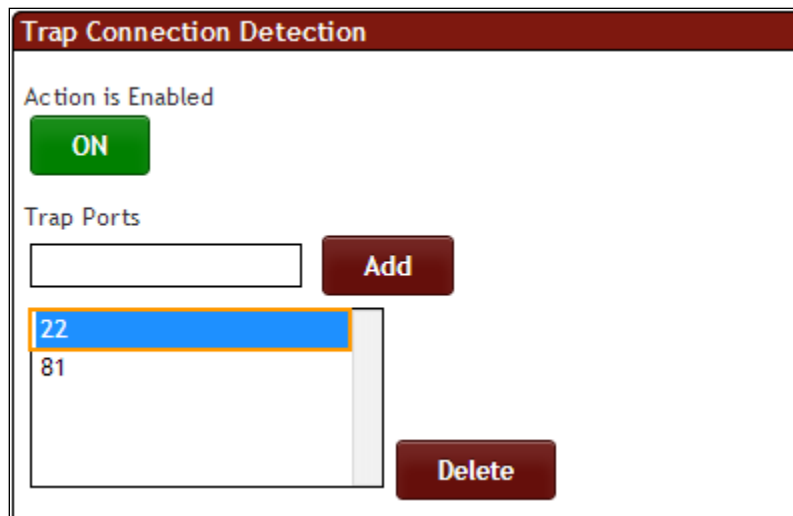 Trap Connection Detection
Action is Enabled
ON
Trap Ports
Add
22
81
Delete